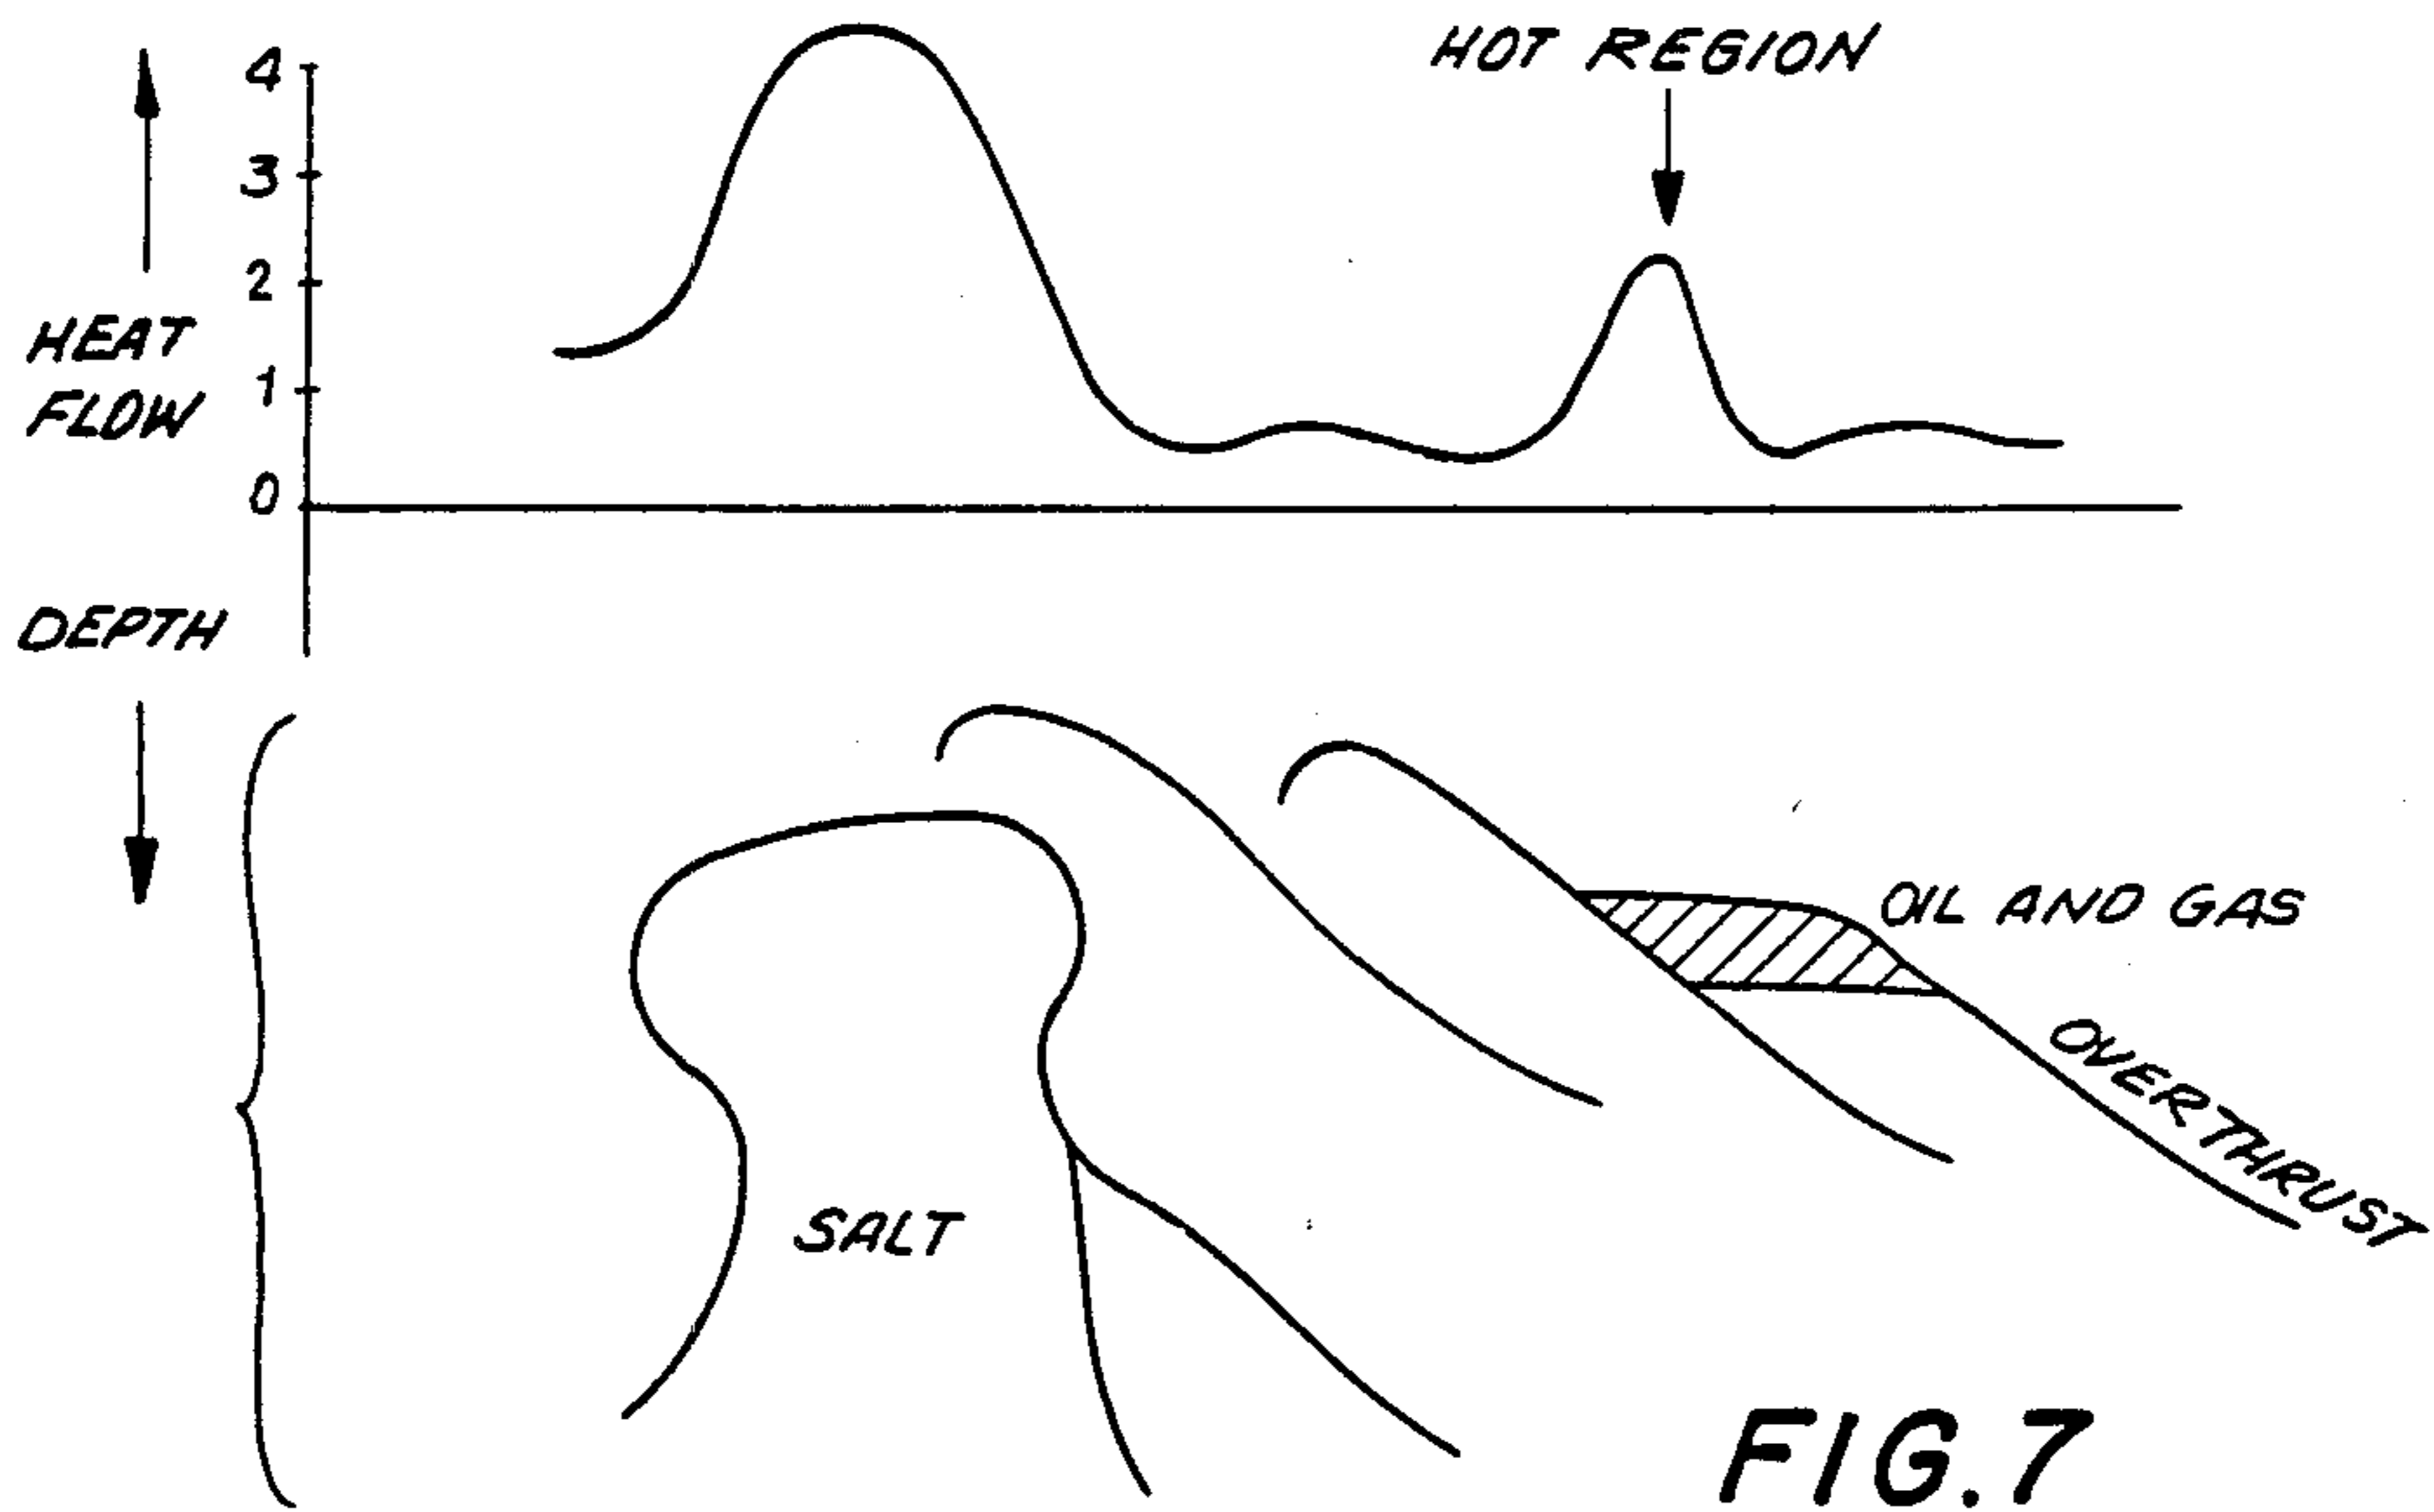 HOT REGION
4
3
2
1
0
HEAT
FLOW
DEPTH
OIL AND GAS
OVERTHRUST
SALT
FIG. 7